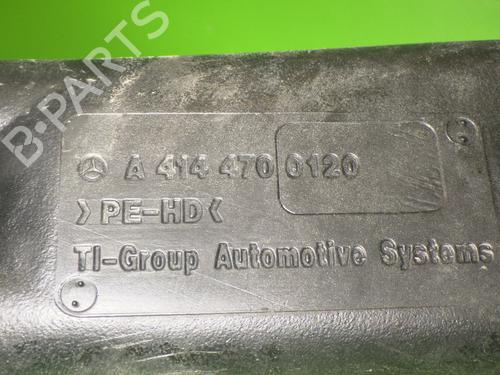 B-PARTS
A 414 470 0120
>PE-HD<
TI-Group Automotive Systems